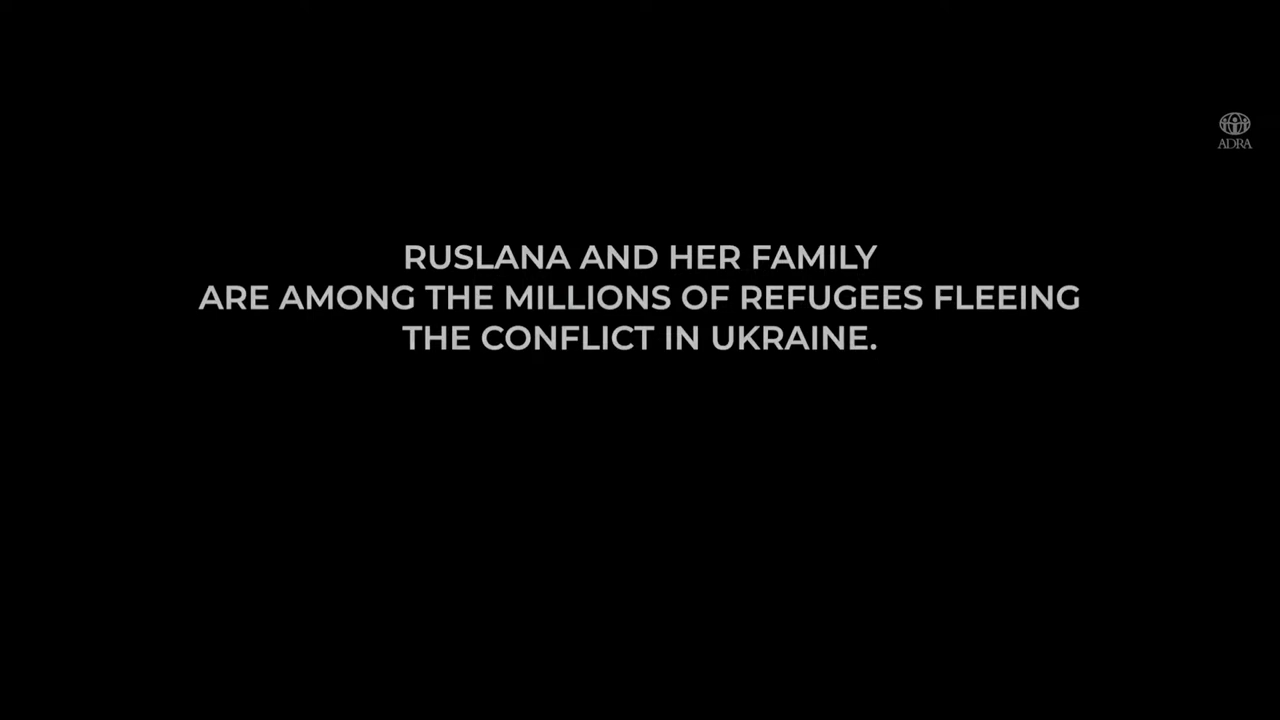 ADRA
RUSLANA AND HER FAMILY
ARE AMONG THE MILLIONS OF REFUGEES FLEEING
THE CONFLICT IN UKRAINE.